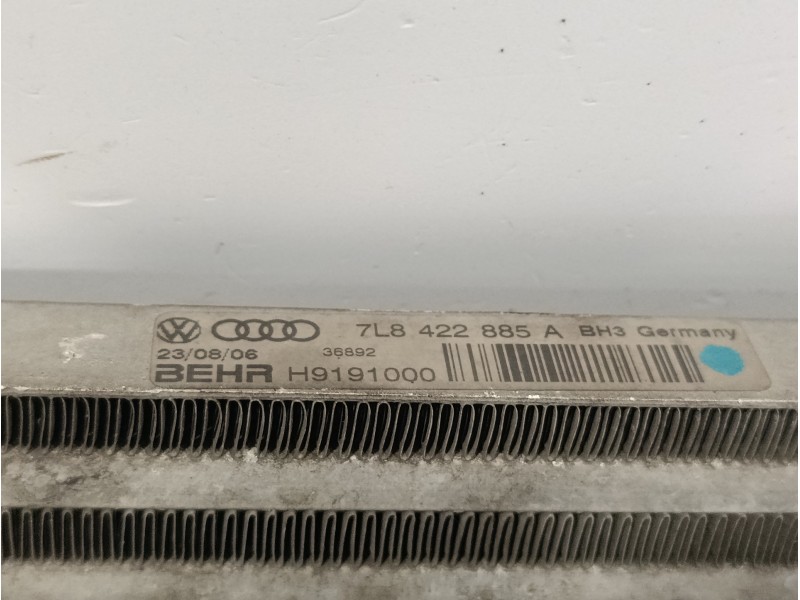 7L8 422 885 A BH3 Germany
23/08/06 36892
BEHR H9191000